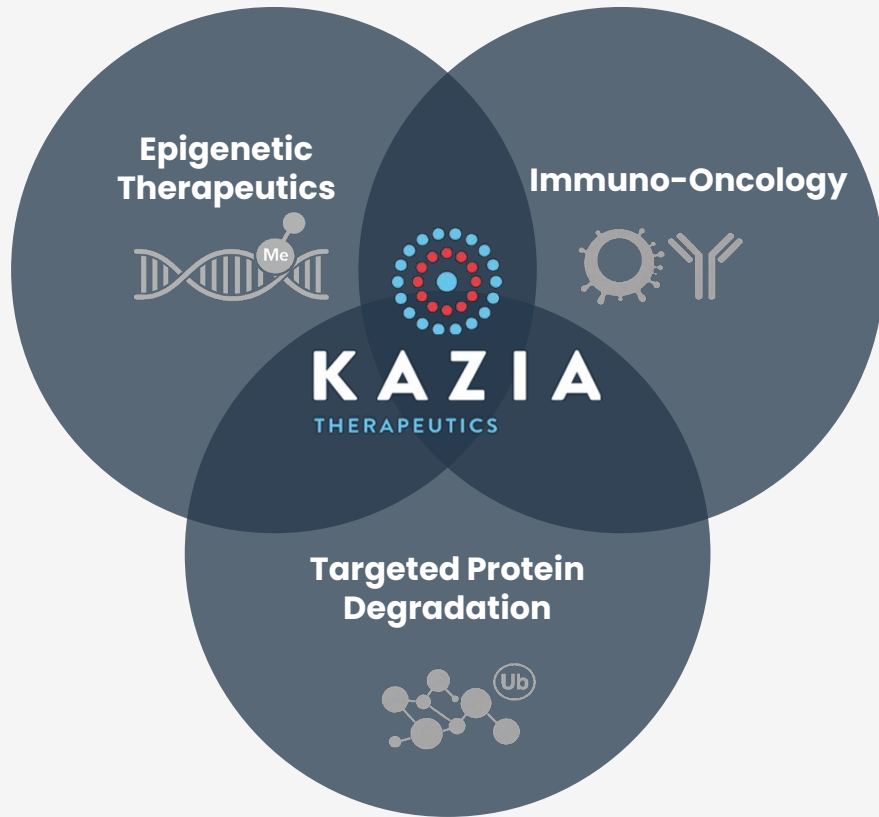 Epigenetic
Therapeutics
Me
Immuno-Oncology
KAZIA
THERAPEUTICS
Targeted Protein
Degradation
Ub